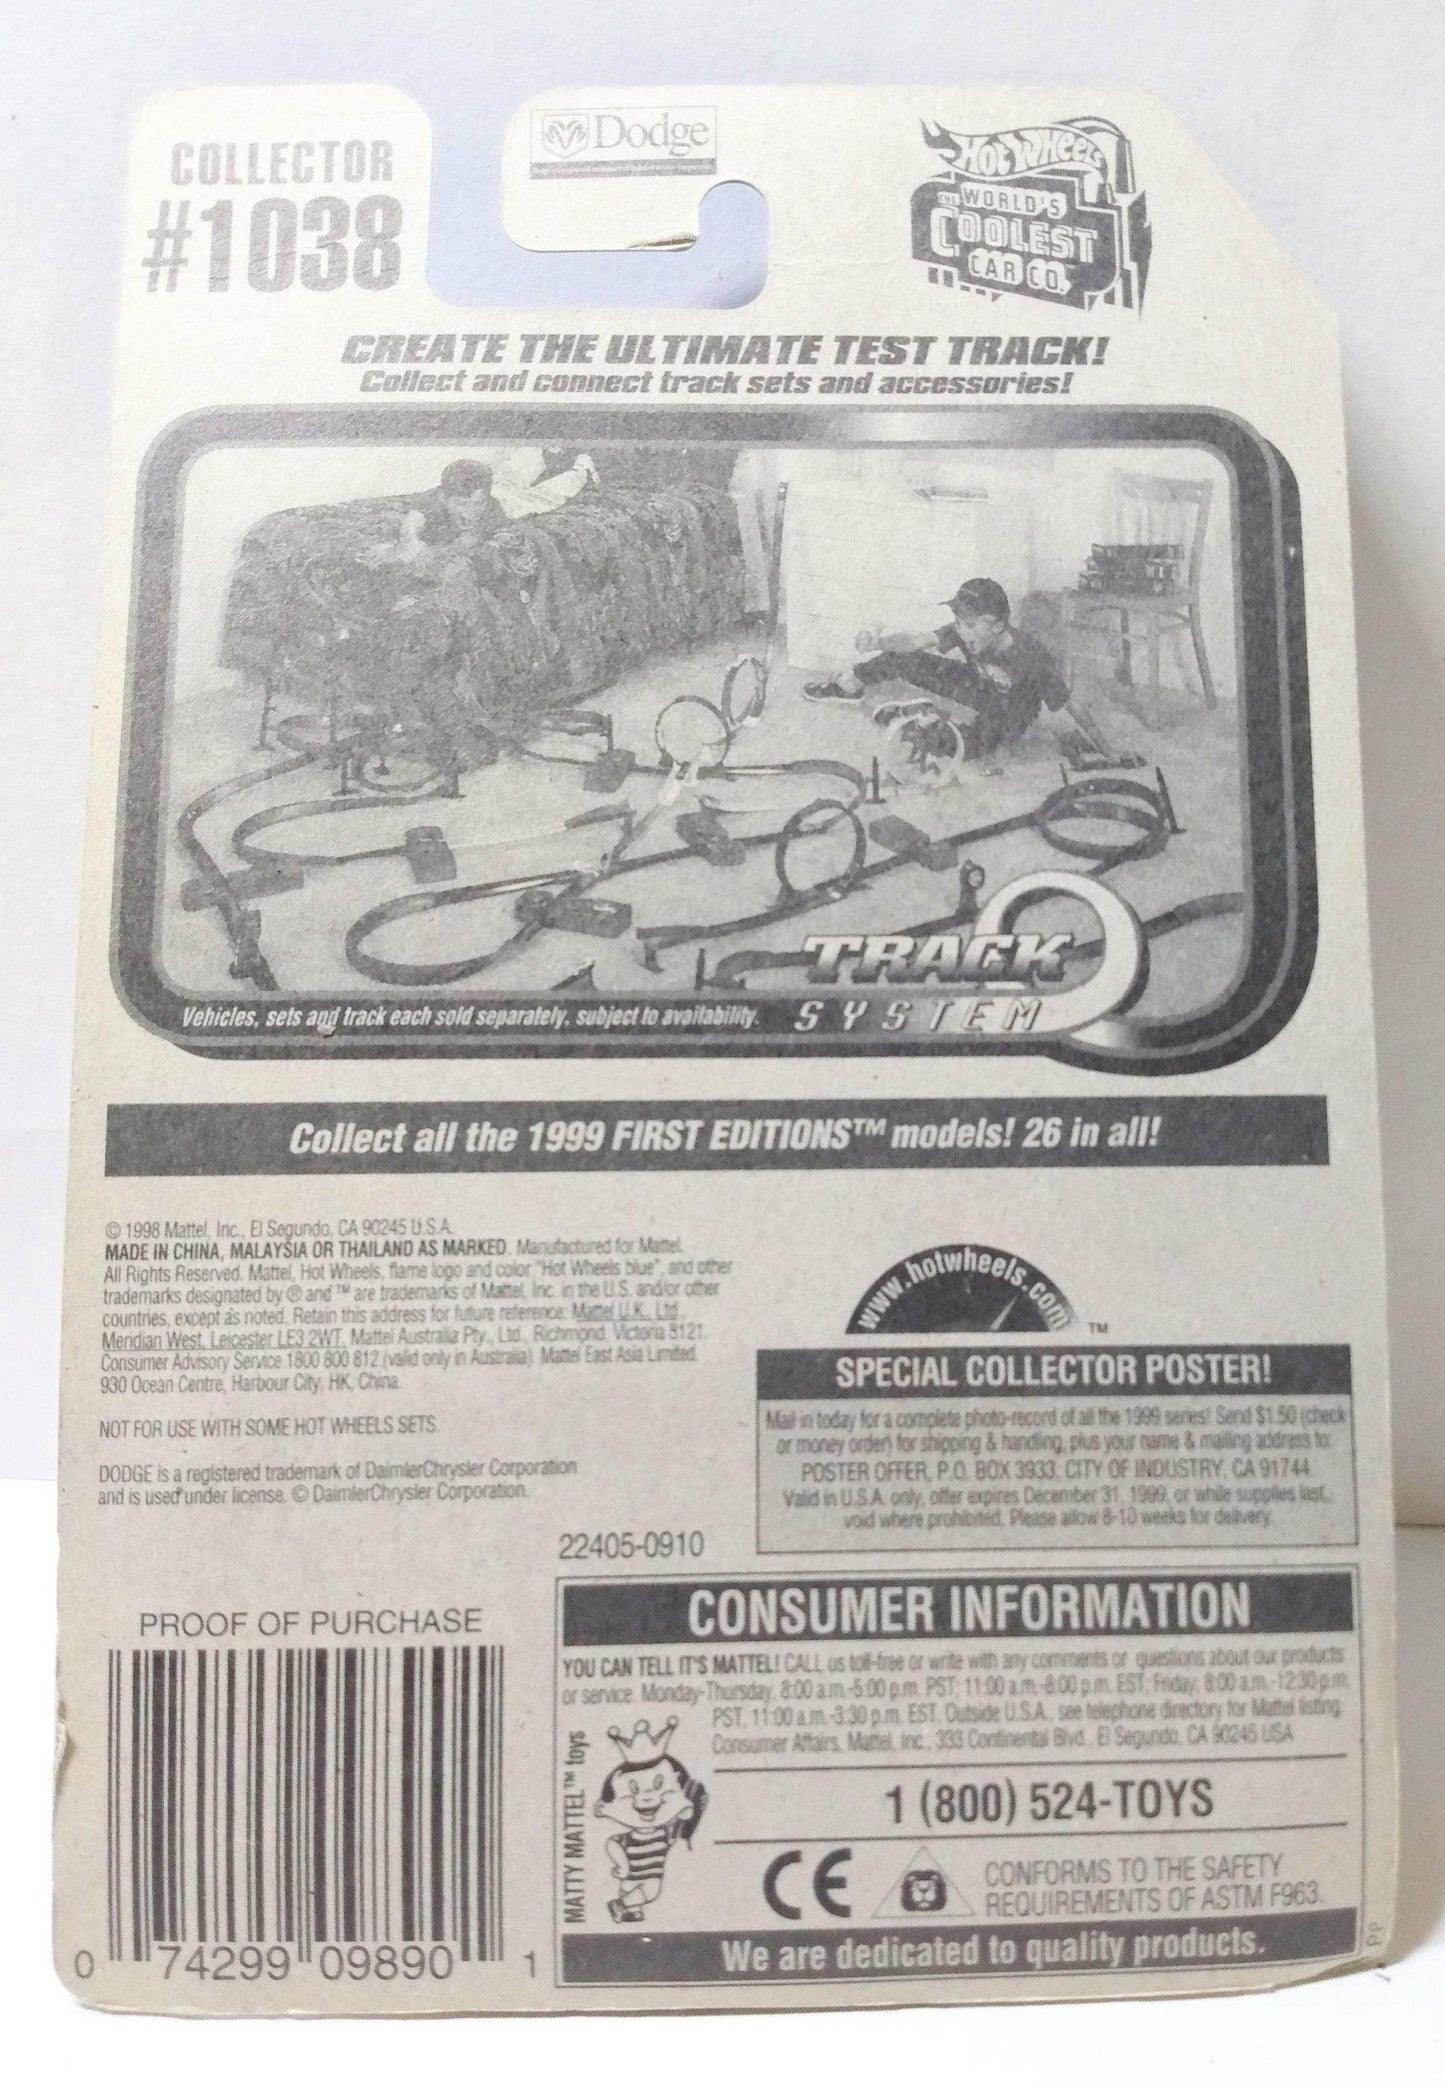 COLLECTOR
#1038
Dodge
HOT WHEELS
THE WORLD'S
COOLEST
CAR CO.
CREATE THE ULTIMATE TEST TRACK!
Collect and connect track sets and accessories!
TRACK
SYSTEM
Vehicles, sets and track each sold separately, subject to availability.
Collect all the 1999 FIRST EDITIONS™ models! 26 in all!
© 1998 Mattel, Inc., El Segundo, CA 90245 U.S.A.
MADE IN CHINA, MALAYSIA OR THAILAND AS MARKED. Manufactured for Mattel.
All Rights Reserved. Mattel, Hot Wheels, flame logo and color "Hot Wheels blue", and other
trademarks designated by ® and ™ are trademarks of Mattel, Inc. in the U.S. and/or other
countries, except as noted. Retain this address for future reference: Mattel U.K., Ltd.,
Meridian West, Leicester LE3 2WT. Mattel Australia Pty., Ltd., Richmond, Victoria 3121.
Consumer Advisory Service 1800 800 812 (valid only in Australia). Mattel East Asia Limited,
930 Ocean Centre, Harbour City, HK, China.
NOT FOR USE WITH SOME HOT WHEELS SETS.
DODGE is a registered trademark of DaimlerChrysler Corporation
and is used under license. © DaimlerChrysler Corporation.
22405-0910
www.hotwheels.com™
SPECIAL COLLECTOR POSTER!
Mail in today for a complete photo-record of all the 1999 series! Send $1.50 (check
or money order) for shipping & handling, plus your name & mailing address to:
POSTER OFFER, P.O. BOX 3933, CITY OF INDUSTRY, CA 91744.
Valid in U.S.A. only, offer expires December 31, 1999, or while supplies last,
void where prohibited. Please allow 8-10 weeks for delivery.
PROOF OF PURCHASE
0 74299 09890 1
CONSUMER INFORMATION
YOU CAN TELL IT'S MATTEL! CALL us toll-free or write with any comments or questions about our products
or service. Monday-Thursday, 8:00 a.m.-5:00 p.m. PST; 11:00 a.m.-8:00 p.m. EST, Friday, 8:00 a.m.-12:30 p.m.
PST, 11:00 a.m.-3:30 p.m. EST, Outside U.S.A., see telephone directory for Mattel listing.
Consumer Affairs, Mattel, Inc., 333 Continental Blvd., El Segundo, CA 90245 USA
MATTY MATTEL™ toys
1 (800) 524-TOYS
CE
CONFORMS TO THE SAFETY
REQUIREMENTS OF ASTM F963.
We are dedicated to quality products.
PP